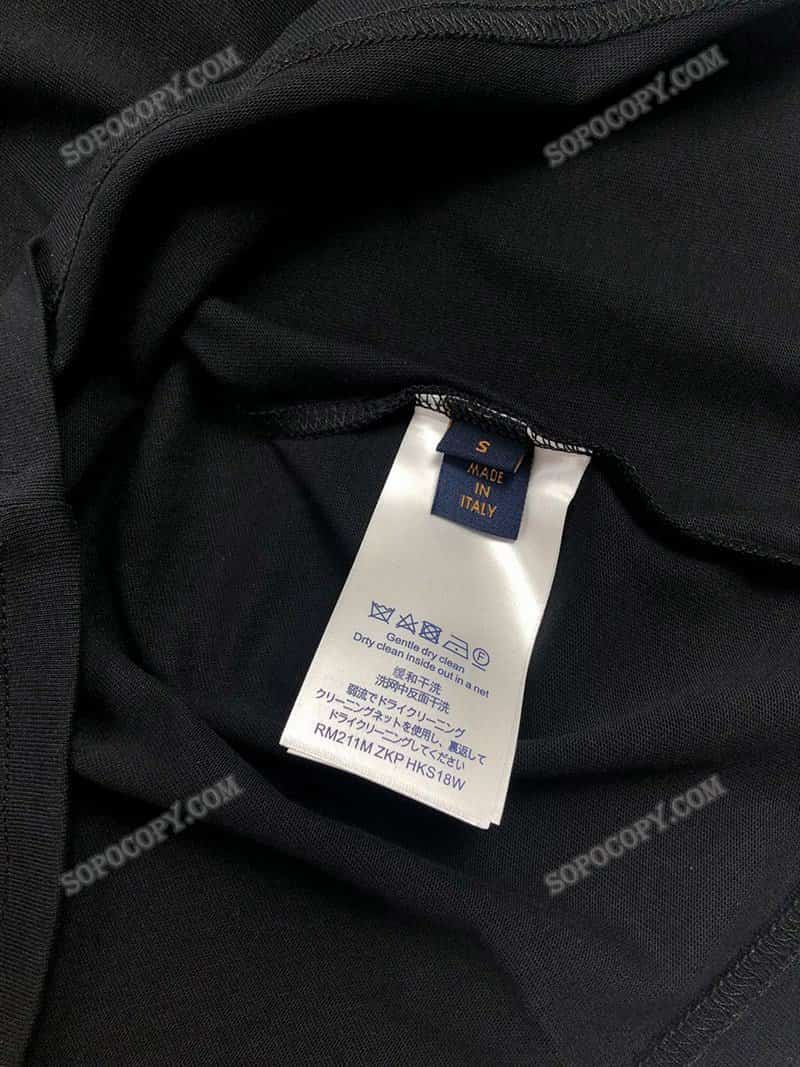 SOPOCOPY.COM
SOPOCOPY.COM
S
MADE
IN
ITALY
Gentle dry clean
Drty clean inside out in a net
缓和干洗
洗网中反面干洗
弱流でドライクリーニング
クリーニングネットを使用し、裏返して
ドライクリーニングしてください
RM211M ZKP HKS18W
SOPOCOPY.COM
SOPOCOPY.COM